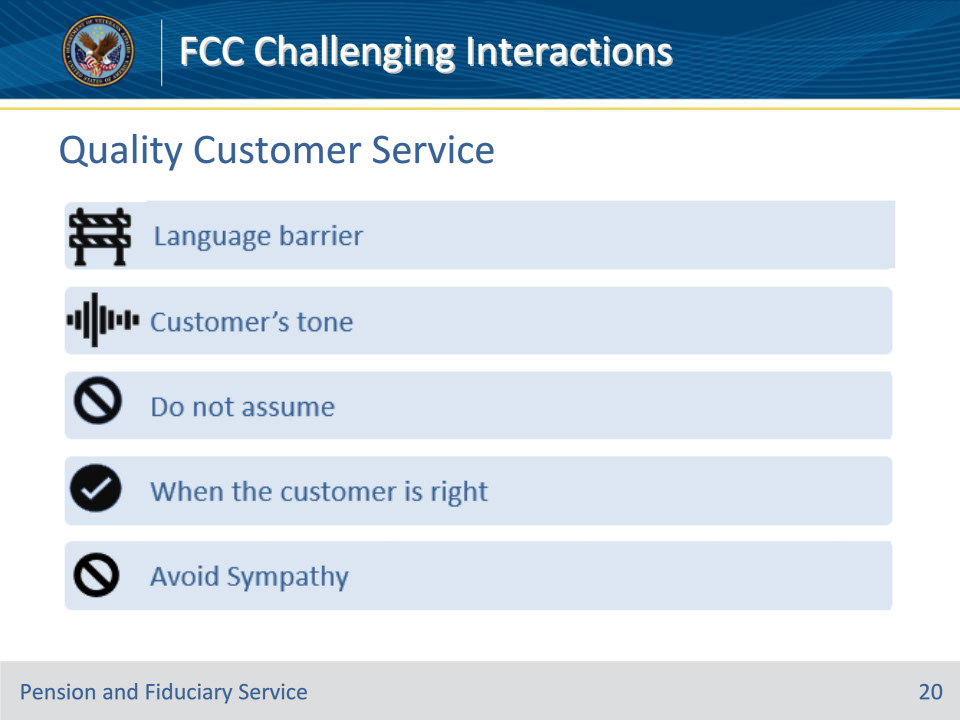 FCC Challenging Interactions
Quality Customer Service
Language barrier
Customer’s tone
Do not assume
When the customer is right
Avoid Sympathy
Pension and Fiduciary Service
20